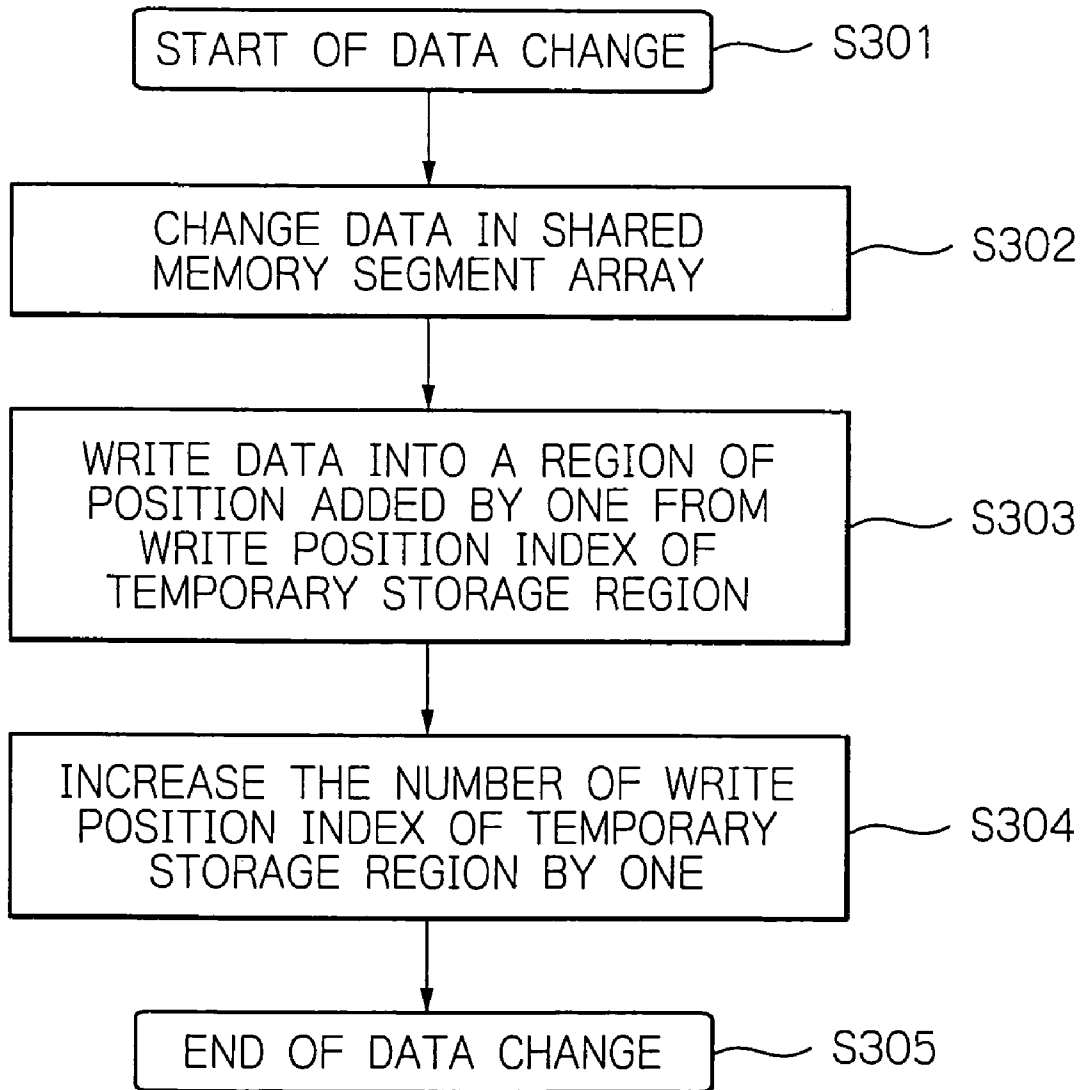 START OF DATA CHANGE
S301
CHANGE DATA IN SHARED
MEMORY SEGMENT ARRAY
S302
WRITE DATA INTO A REGION OF
POSITION ADDED BY ONE FROM
WRITE POSITION INDEX OF
TEMPORARY STORAGE REGION
S303
INCREASE THE NUMBER OF WRITE
POSITION INDEX OF TEMPORARY
STORAGE REGION BY ONE
S304
END OF DATA CHANGE
S305